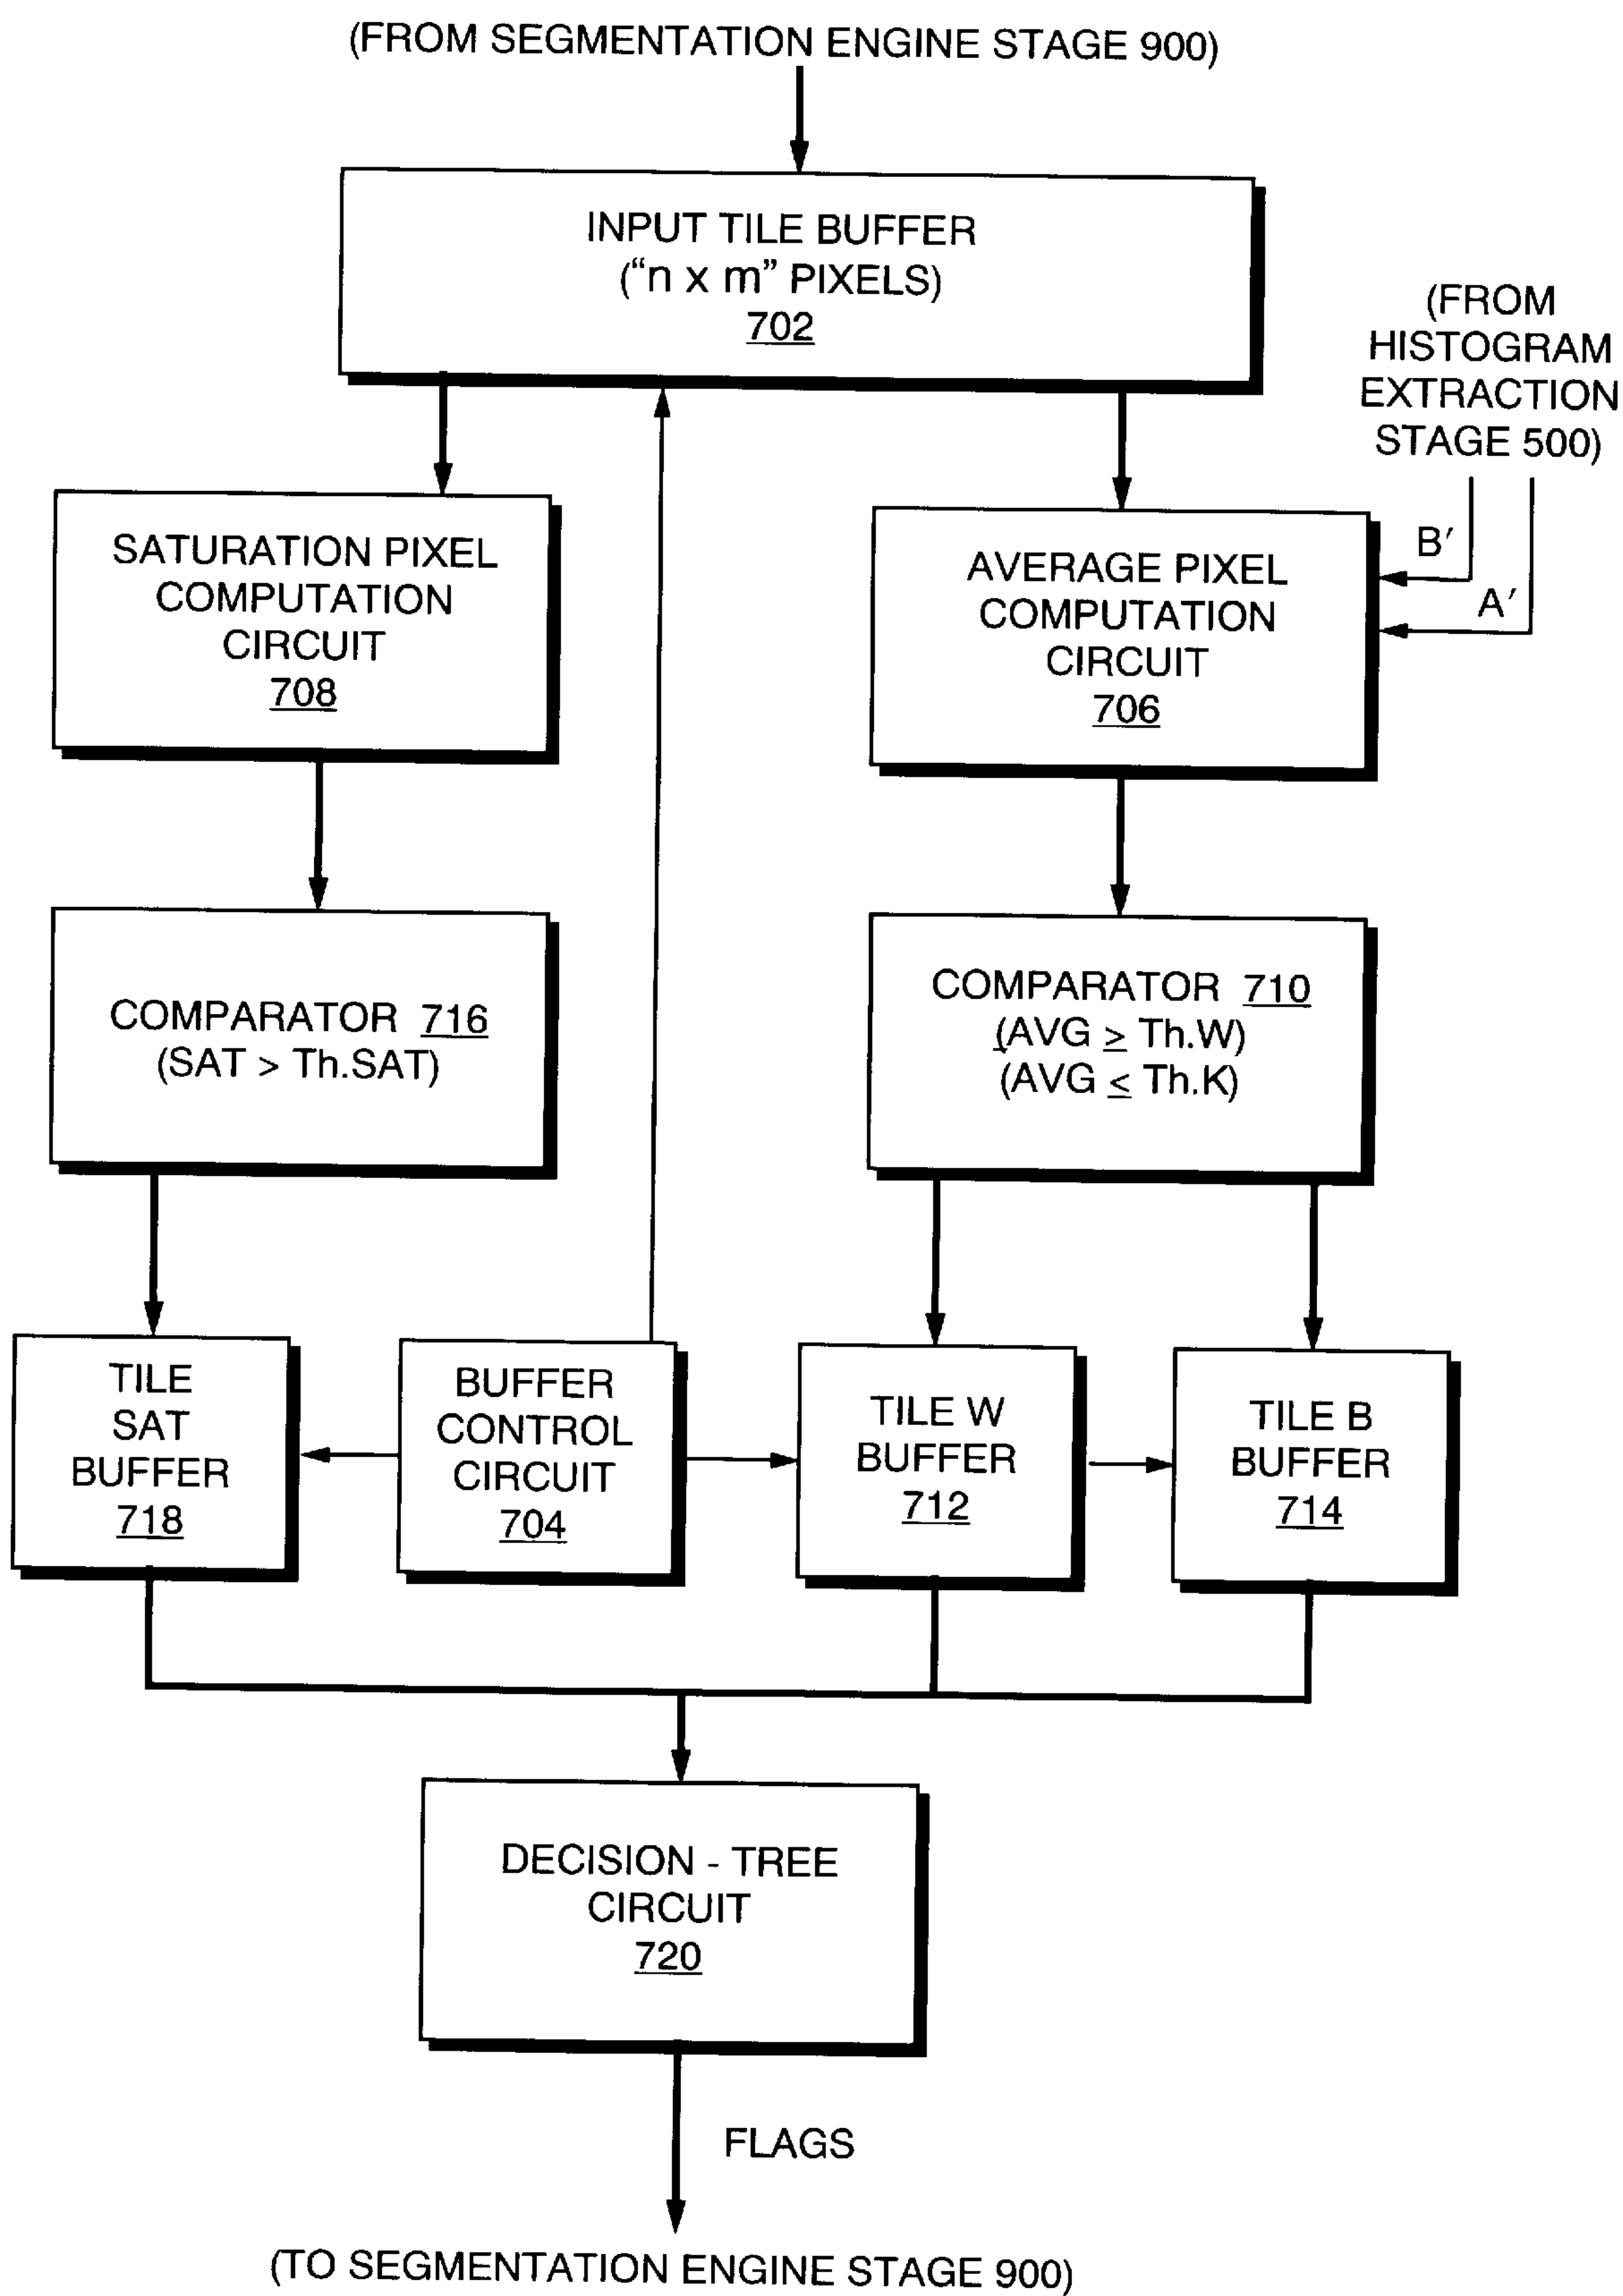 (FROM SEGMENTATION ENGINE STAGE 900)
INPUT TILE BUFFER
(“n x m” PIXELS)
702
(FROM
HISTOGRAM
EXTRACTION
STAGE 500)
B′
A′
SATURATION PIXEL
COMPUTATION
CIRCUIT
708
AVERAGE PIXEL
COMPUTATION
CIRCUIT
706
COMPARATOR 716
(SAT > Th.SAT)
COMPARATOR 710
(AVG ≥ Th.W)
(AVG ≤ Th.K)
TILE
SAT
BUFFER
718
BUFFER
CONTROL
CIRCUIT
704
TILE W
BUFFER
712
TILE B
BUFFER
714
DECISION - TREE
CIRCUIT
720
FLAGS
(TO SEGMENTATION ENGINE STAGE 900)